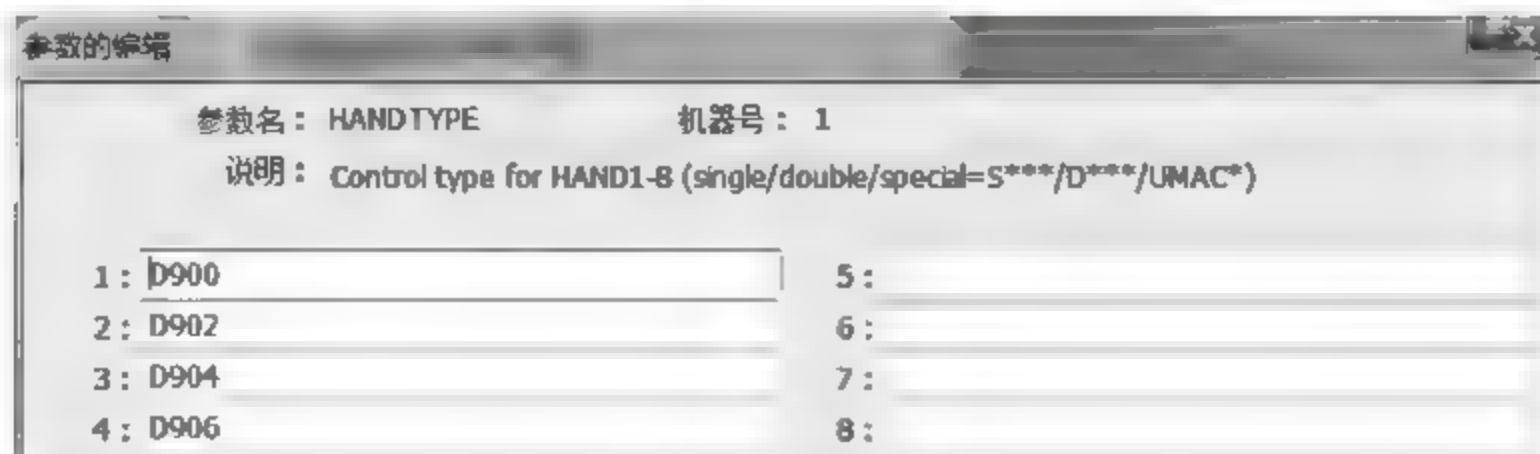 参数的编辑
参数名： HANDTYPE 机器号： 1
说明： Control type for HAND1-8 (single/double/special=S***/D***/UMAC*)
1： D900 5：
2： D902 6：
3： D904 7：
4： D906 8：